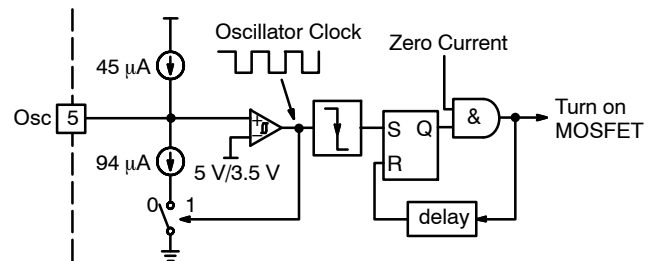 Oscillator Clock
Zero Current
45 μA
Osc 5
+
-
&
Turn on
MOSFET
S Q
R
94 μA
5 V/3.5 V
0 1
delay